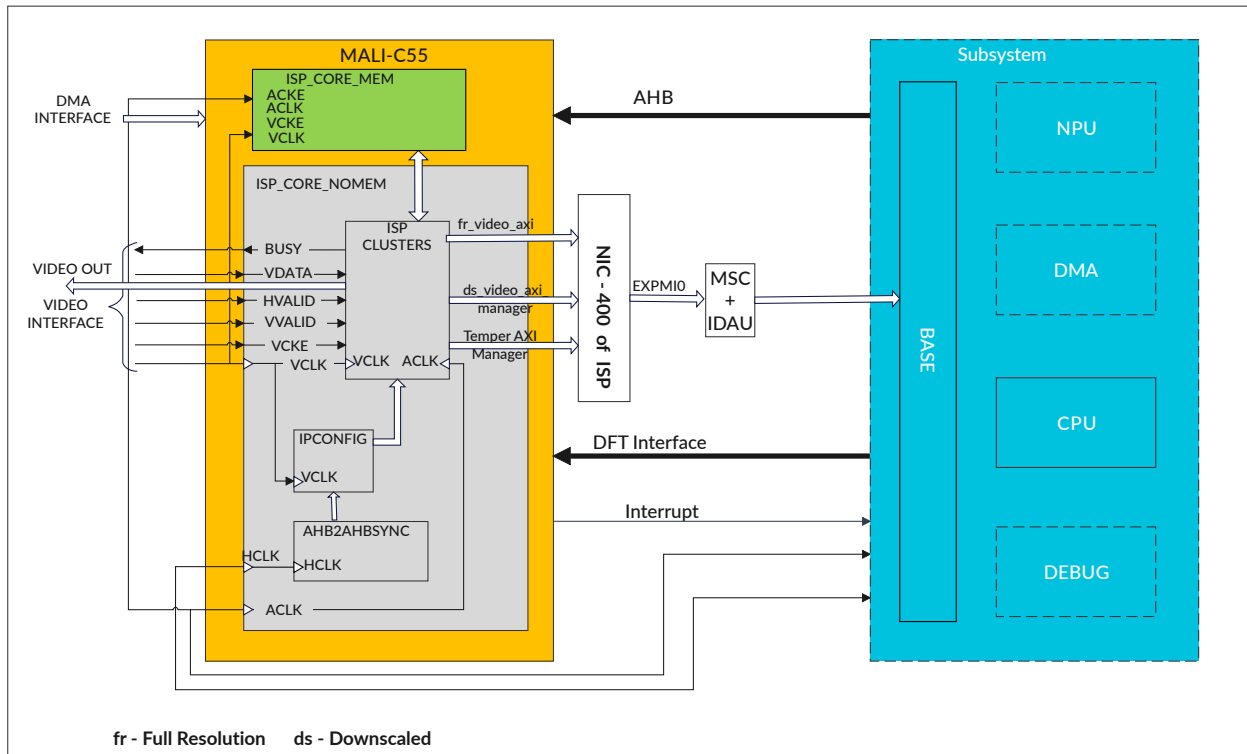 MALI-C55
ISP_CORE_MEM
ACKE
ACLK
VCKE
VCLK
DMA
INTERFACE
ISP_CORE_NOMEM
ISP
CLUSTERS
BUSY
VDATA
VIDEO OUT
VIDEO
INTERFACE
HVALID
VVALID
VCKE
VCLK
VCLK
ACLK
IPCONFIG
VCLK
AHB2AHBSYNC
HCLK
HCLK
ACLK
fr_video_axi
ds_video_axi_
manager
Temper AXI
Manager
NIC - 400 of ISP
EXPMI0
MSC
+
IDAU
AHB
DFT Interface
Interrupt
Subsystem
BASE
NPU
DMA
CPU
DEBUG
fr - Full Resolution ds - Downscaled